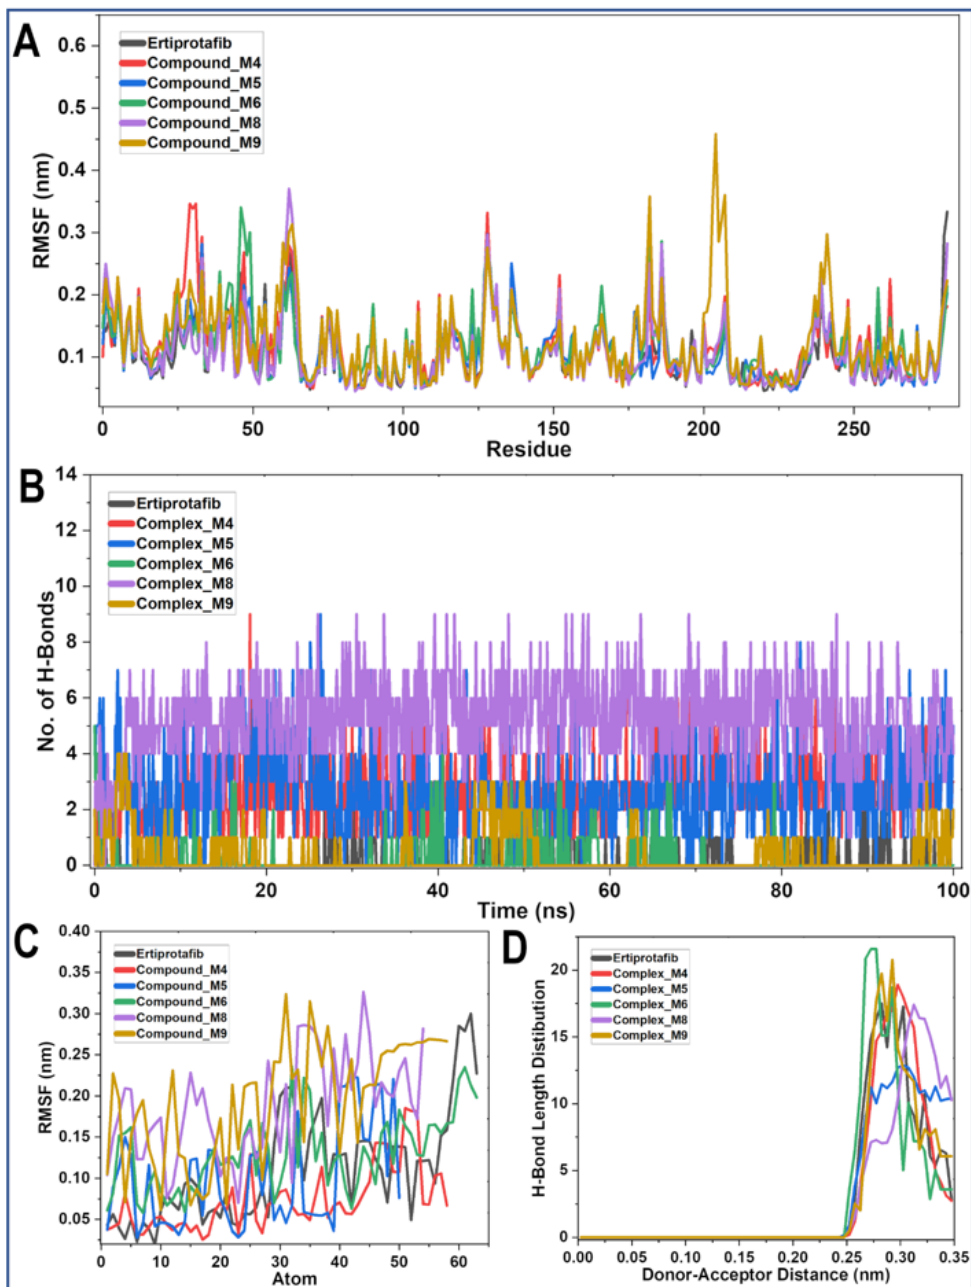 A
Ertiprotafib
Compound_M4
Compound_M5
Compound_M6
Compound_M8
Compound_M9
RMSF (nm)
0.6
0.5
0.4
0.3
0.2
0.1
0 50 100 150 200 250
Residue
B
Ertiprotafib
Complex_M4
Complex_M5
Complex_M6
Complex_M8
Complex_M9
No. of H-Bonds
14
12
10
8
6
4
2
0
0 20 40 60 80 100
Time (ns)
C
Ertiprotafib
Compound_M4
Compound_M5
Compound_M6
Compound_M8
Compound_M9
RMSF (nm)
0.40
0.35
0.30
0.25
0.20
0.15
0.10
0.05
0 10 20 30 40 50 60
Atom
D
Ertiprotafib
Complex_M4
Complex_M5
Complex_M6
Complex_M8
Complex_M9
H-Bond Length Distibution
20
15
10
5
0
0.00 0.05 0.10 0.15 0.20 0.25 0.30 0.35
Donor-Acceptor Distance (nm)